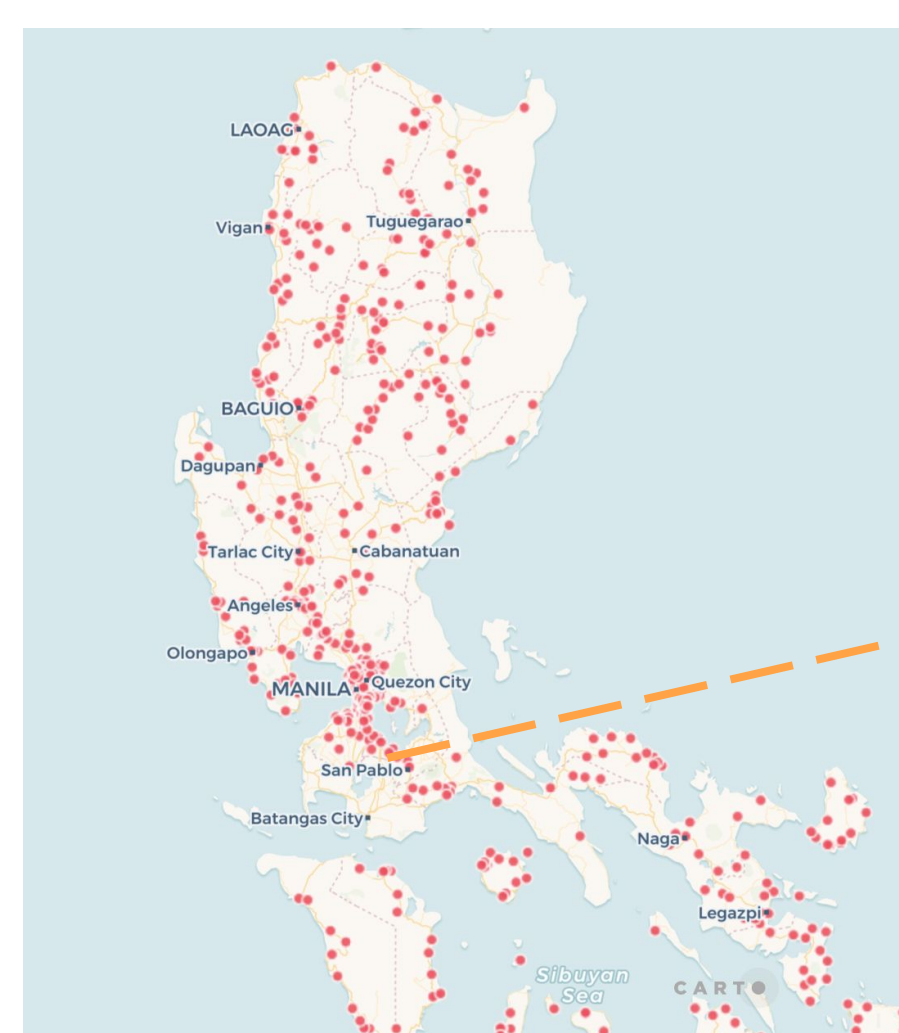 LAOAG
Vigan
Tuguegarao
BAGUIO
Dagupan
Tarlac City
Cabanatuan
Angeles
Olongapo
MANILA
Quezon City
San Pablo
Batangas City
Naga
Legazpi
Sibuyan
Sea
CARTO